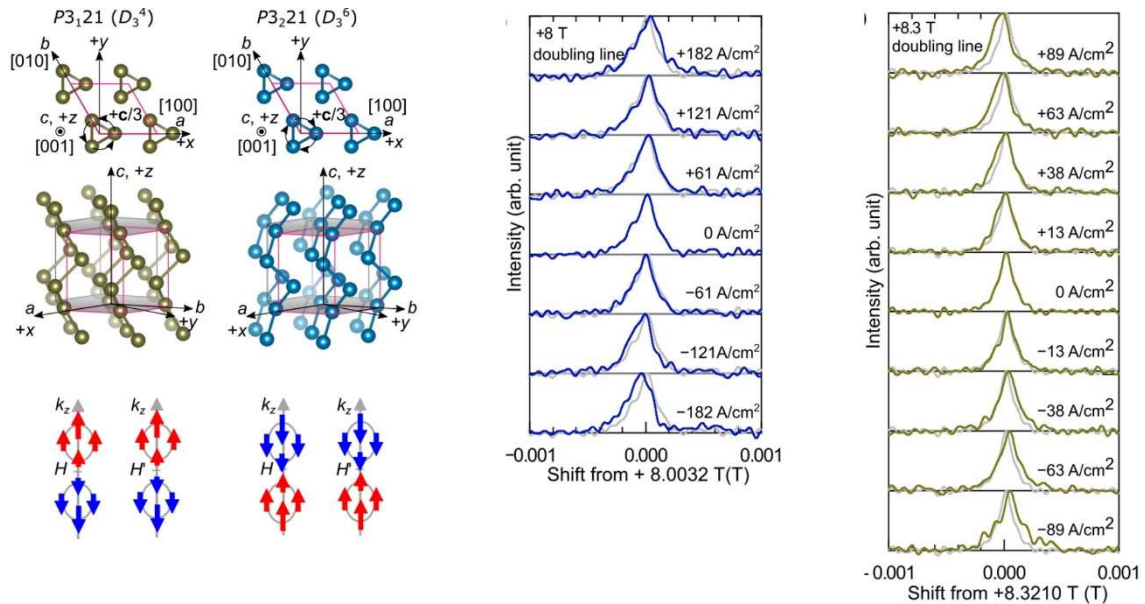 P3₁21 (D₃⁴)
P3₂21 (D₃⁶)
b
+y
[010]
[100]
c, +z
+c/3
a
[001]
+x
b
+y
[010]
[100]
c, +z
+c/3
a
[001]
+x
c, +z
a
b
+x
+y
c, +z
a
b
+x
+y
k_z
k_z
H
H'
k_z
k_z
H
H'
+8 T
doubling line
+182 A/cm²
+121 A/cm²
+61 A/cm²
0 A/cm²
−61 A/cm²
−121A/cm²
−182 A/cm²
Intensity (arb. unit)
-0.001
0.000
0.001
Shift from + 8.0032 T(T)
+8.3 T
doubling line
+89 A/cm²
+63 A/cm²
+38 A/cm²
+13 A/cm²
0 A/cm²
−13 A/cm²
−38 A/cm²
−63 A/cm²
−89 A/cm²
Intensity (arb. unit)
-0.001
0.000
0.001
Shift from +8.3210 T (T)